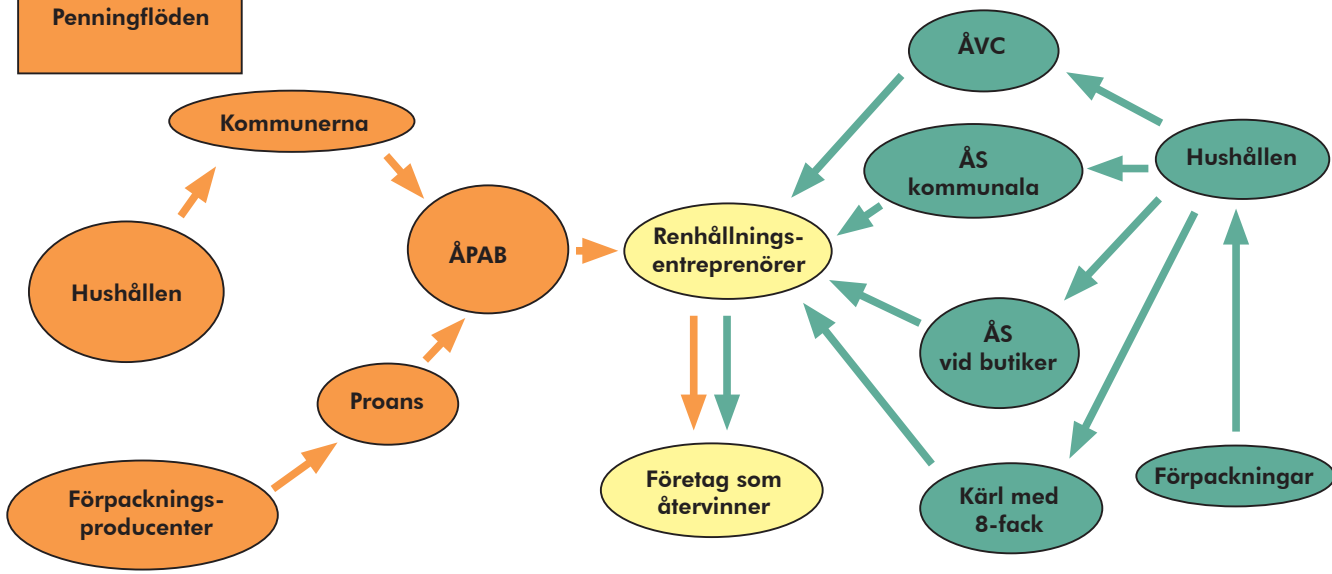 Penningflöden
Kommunerna
Hushållen
ÅPAB
Proans
Förpacknings-
producenter
Renhållnings-
entreprenörer
Företag som
återvinner
ÅVC
ÅS
kommunala
Hushållen
ÅS
vid butiker
Kärl med
8-fack
Förpackningar